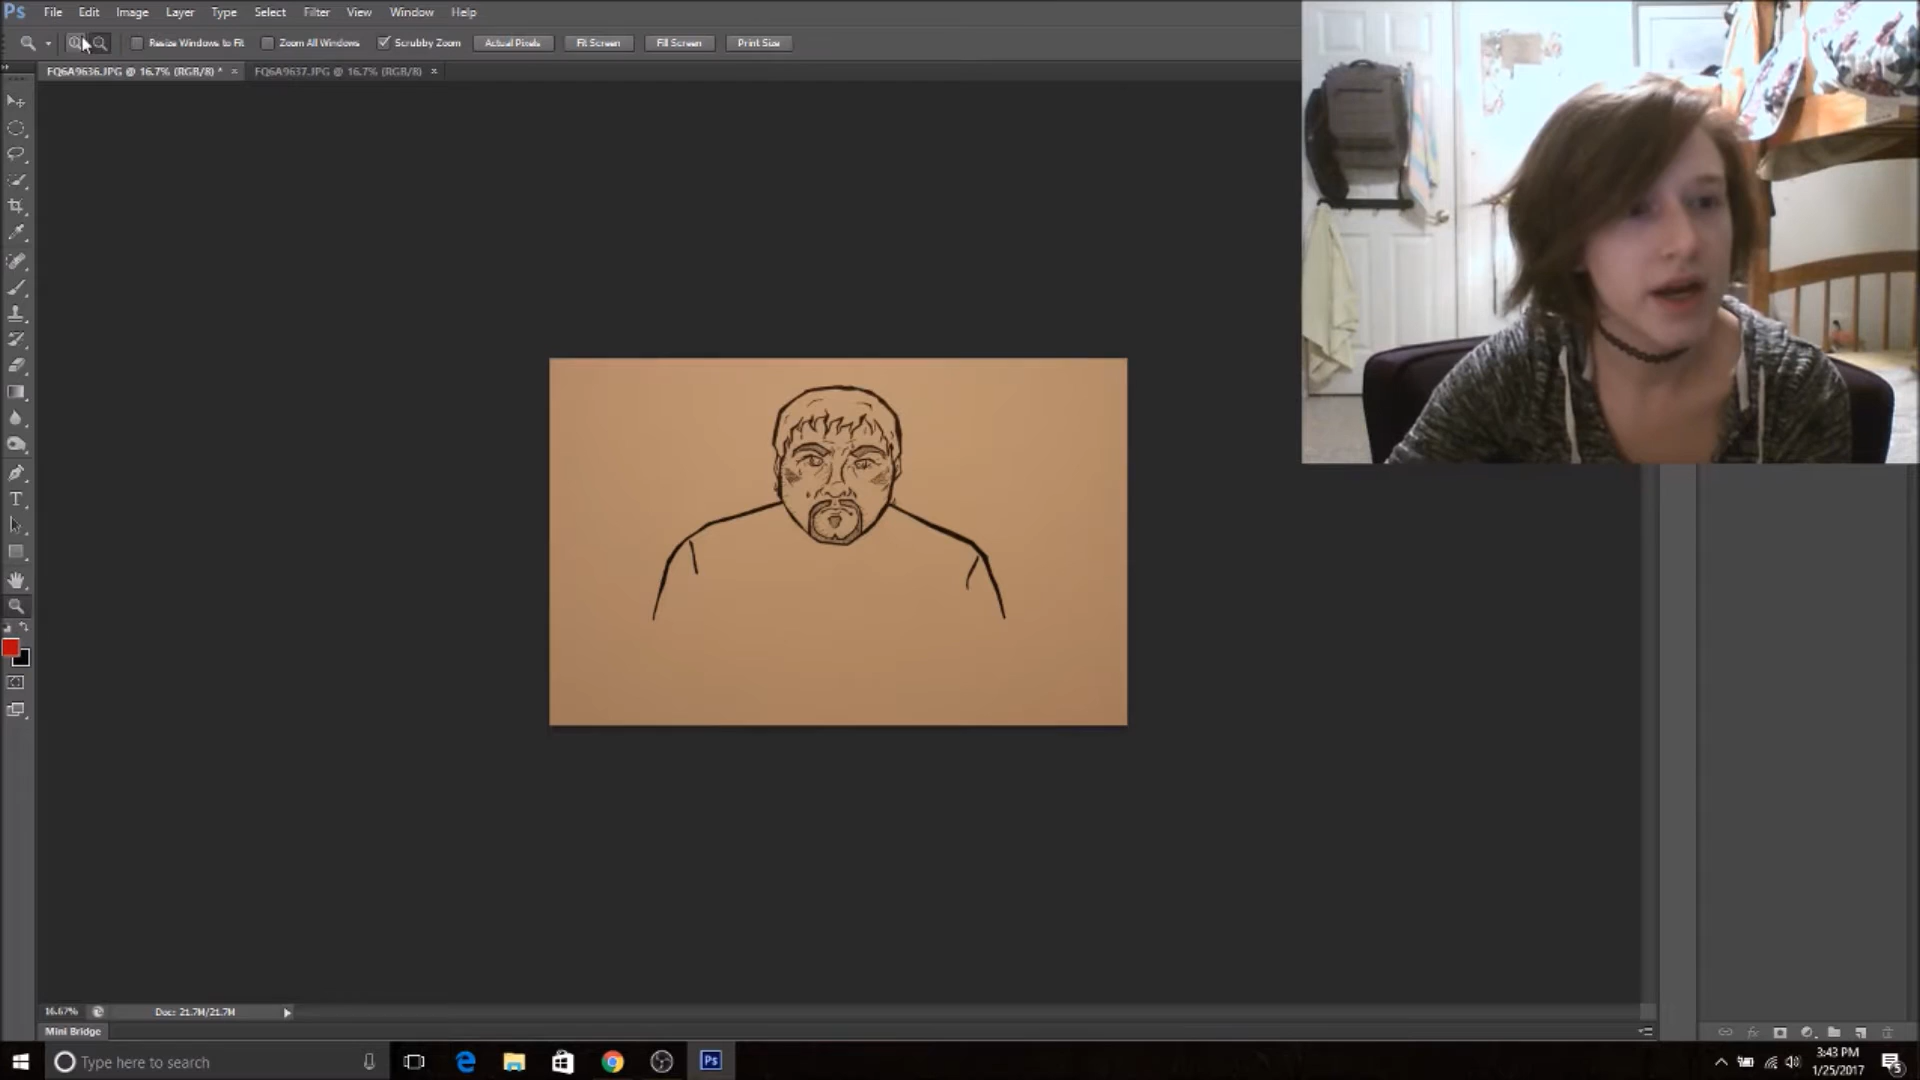 Ps File Edit Image Layer Type Select Filter View Window Help
Resize Windows to Fit Zoom All Windows Scrubby Zoom Actual Pixels Fit Screen Fill Screen Print Size
FQ6A9636.JPG @ 16.7% (RGB/8) * × FQ6A9637.JPG @ 16.7% (RGB/8) ×
T
16.67% Doc: 21.7M/21.7M
Mini Bridge
fx
Type here to search
Ps
3:43 PM
1/25/2017
5